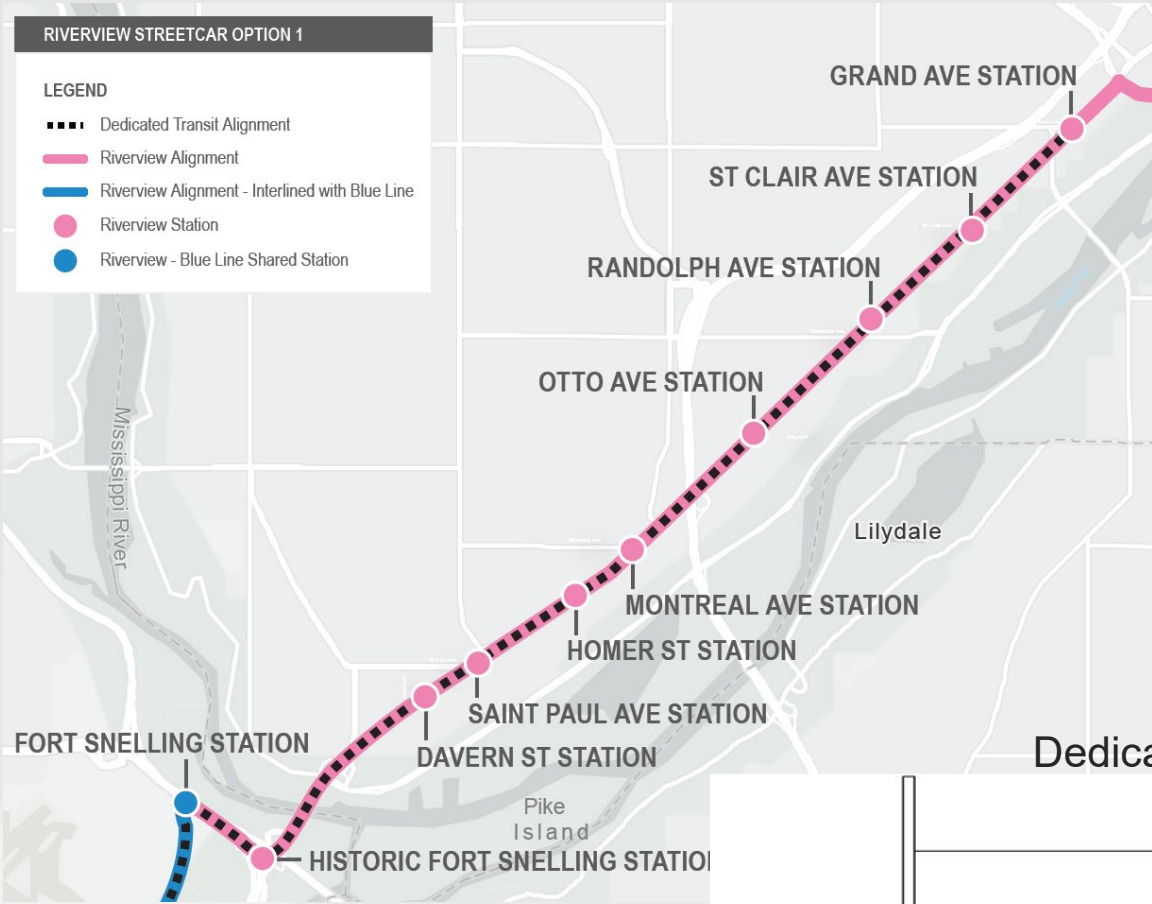 RIVERVIEW STREETCAR OPTION 1
LEGEND
Dedicated Transit Alignment
Riverview Alignment
Riverview Alignment - Interlined with Blue Line
Riverview Station
Riverview - Blue Line Shared Station
GRAND AVE STATION
ST CLAIR AVE STATION
RANDOLPH AVE STATION
OTTO AVE STATION
Mississippi River
Lilydale
MONTREAL AVE STATION
HOMER ST STATION
SAINT PAUL AVE STATION
DAVERN ST STATION
FORT SNELLING STATION
Pike
Island
HISTORIC FORT SNELLING STATIO
Dedica